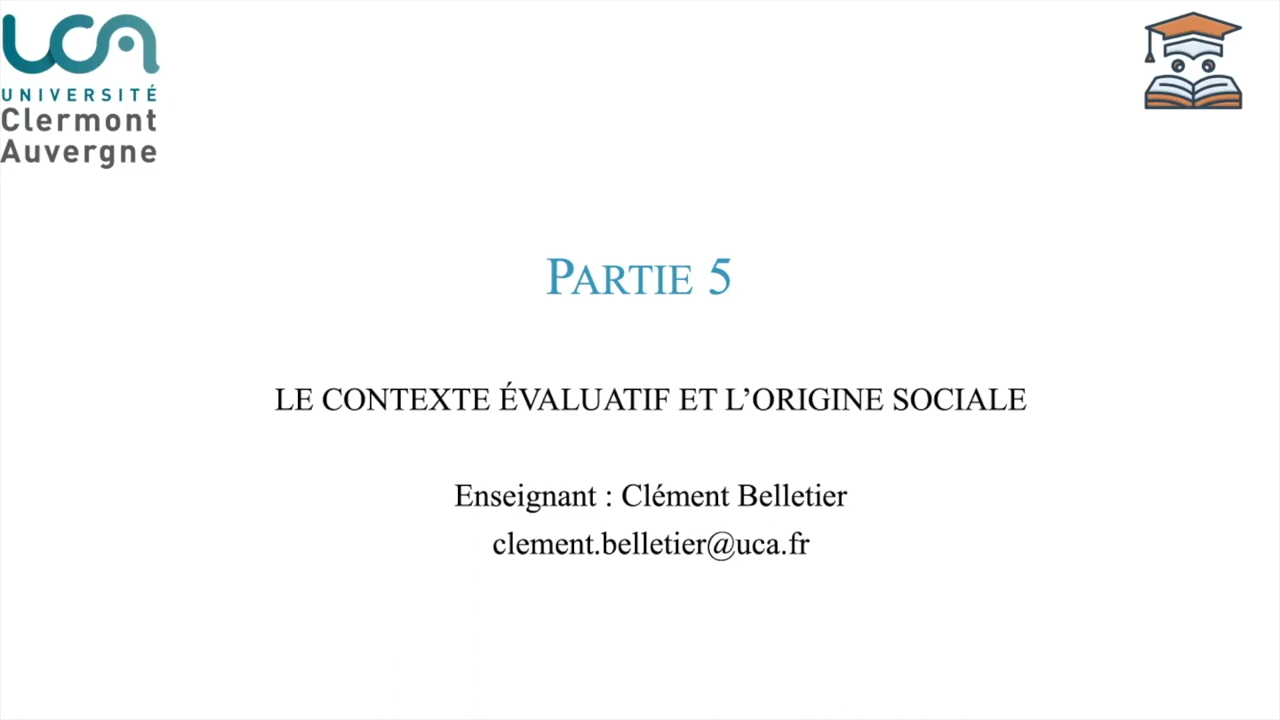 uca
UNIVERSITÉ
Clermont
Auvergne
PARTIE 5
LE CONTEXTE ÉVALUATIF ET L’ORIGINE SOCIALE
Enseignant : Clément Belletier
clement.belletier@uca.fr